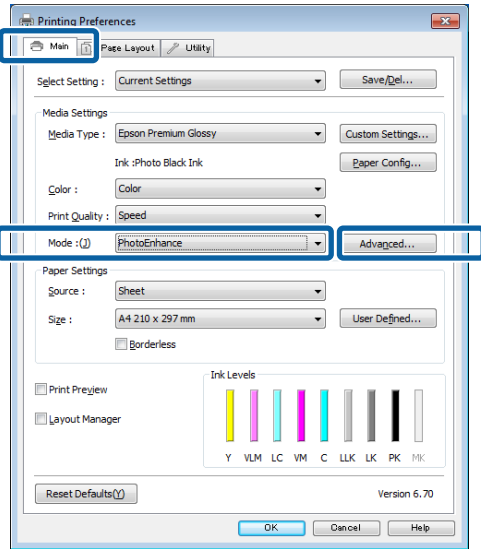 Printing Preferences
Main Page Layout Utility
Select Setting : Current Settings Save/Del...
Media Settings
Media Type : Epson Premium Glossy Custom Settings...
Ink :Photo Black Ink Paper Config...
Color : Color
Print Quality : Speed
Mode :(J) PhotoEnhance Advanced...
Paper Settings
Source : Sheet
Size : A4 210 x 297 mm User Defined...
Borderless
Ink Levels
Print Preview
Layout Manager
Y VLM LC VM C LLK LK PK MK
Reset Defaults(Y) Version 6.70
OK Cancel Help